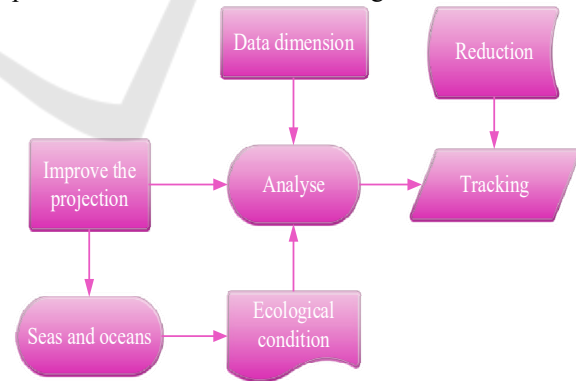 Data dimension
Reduction
Improve the
projection
Analyse
Tracking
Seas and oceans
Ecological
condition